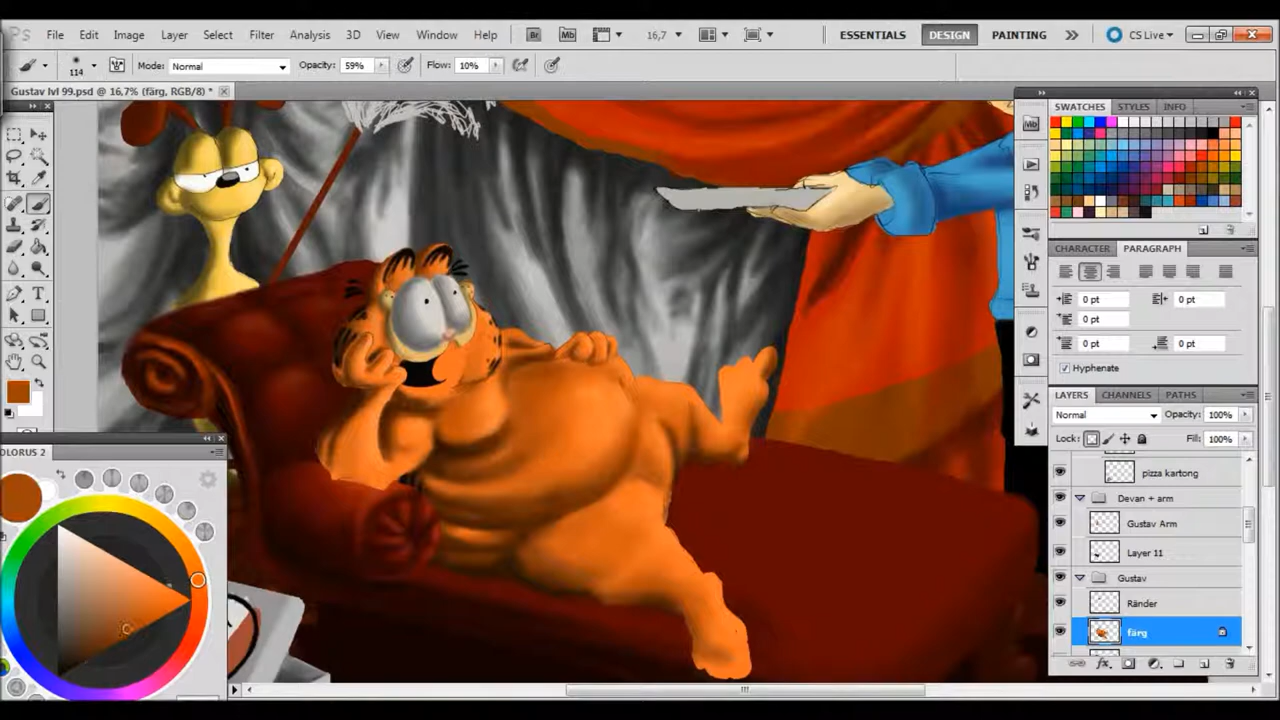 Ps File Edit Image Layer Select Filter Analysis 3D View Window Help Br Mb 16,7 ESSENTIALS DESIGN PAINTING CS Live
114 Mode: Normal Opacity: 59% Flow: 10%
Gustav lvl 99.psd @ 16,7% (färg, RGB/8) *
SWATCHES STYLES INFO
Mb
CHARACTER PARAGRAPH
0 pt 0 pt
0 pt
0 pt 0 pt
Hyphenate
LAYERS CHANNELS PATHS
Normal Opacity: 100%
Lock: Fill: 100%
OLORUS 2
pizza kartong
Devan + arm
Gustav Arm
Layer 11
Gustav
Ränder
färg